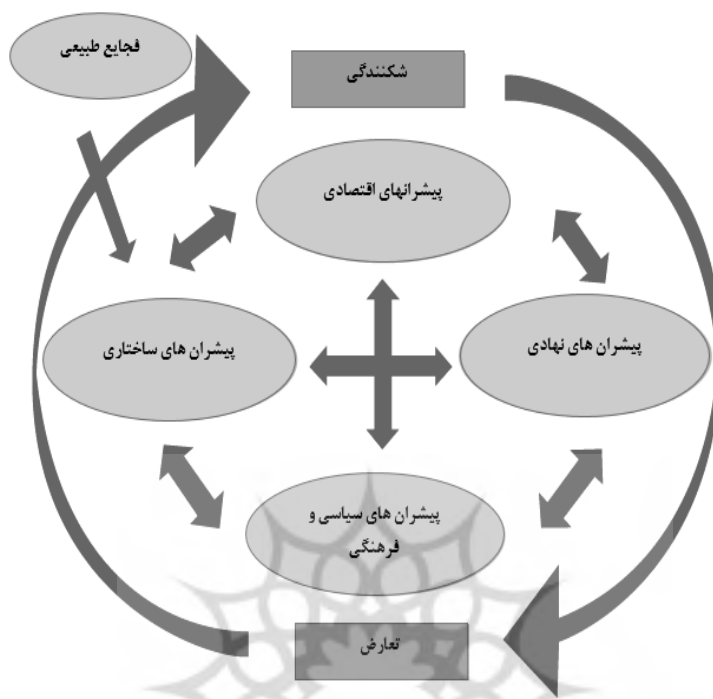 فجایع طبیعی
شکنندگی
پیشرانهای اقتصادی
پیشران های نهادی
پیشران های ساختاری
پیشران های سیاسی و
فرهنگی
تعارض